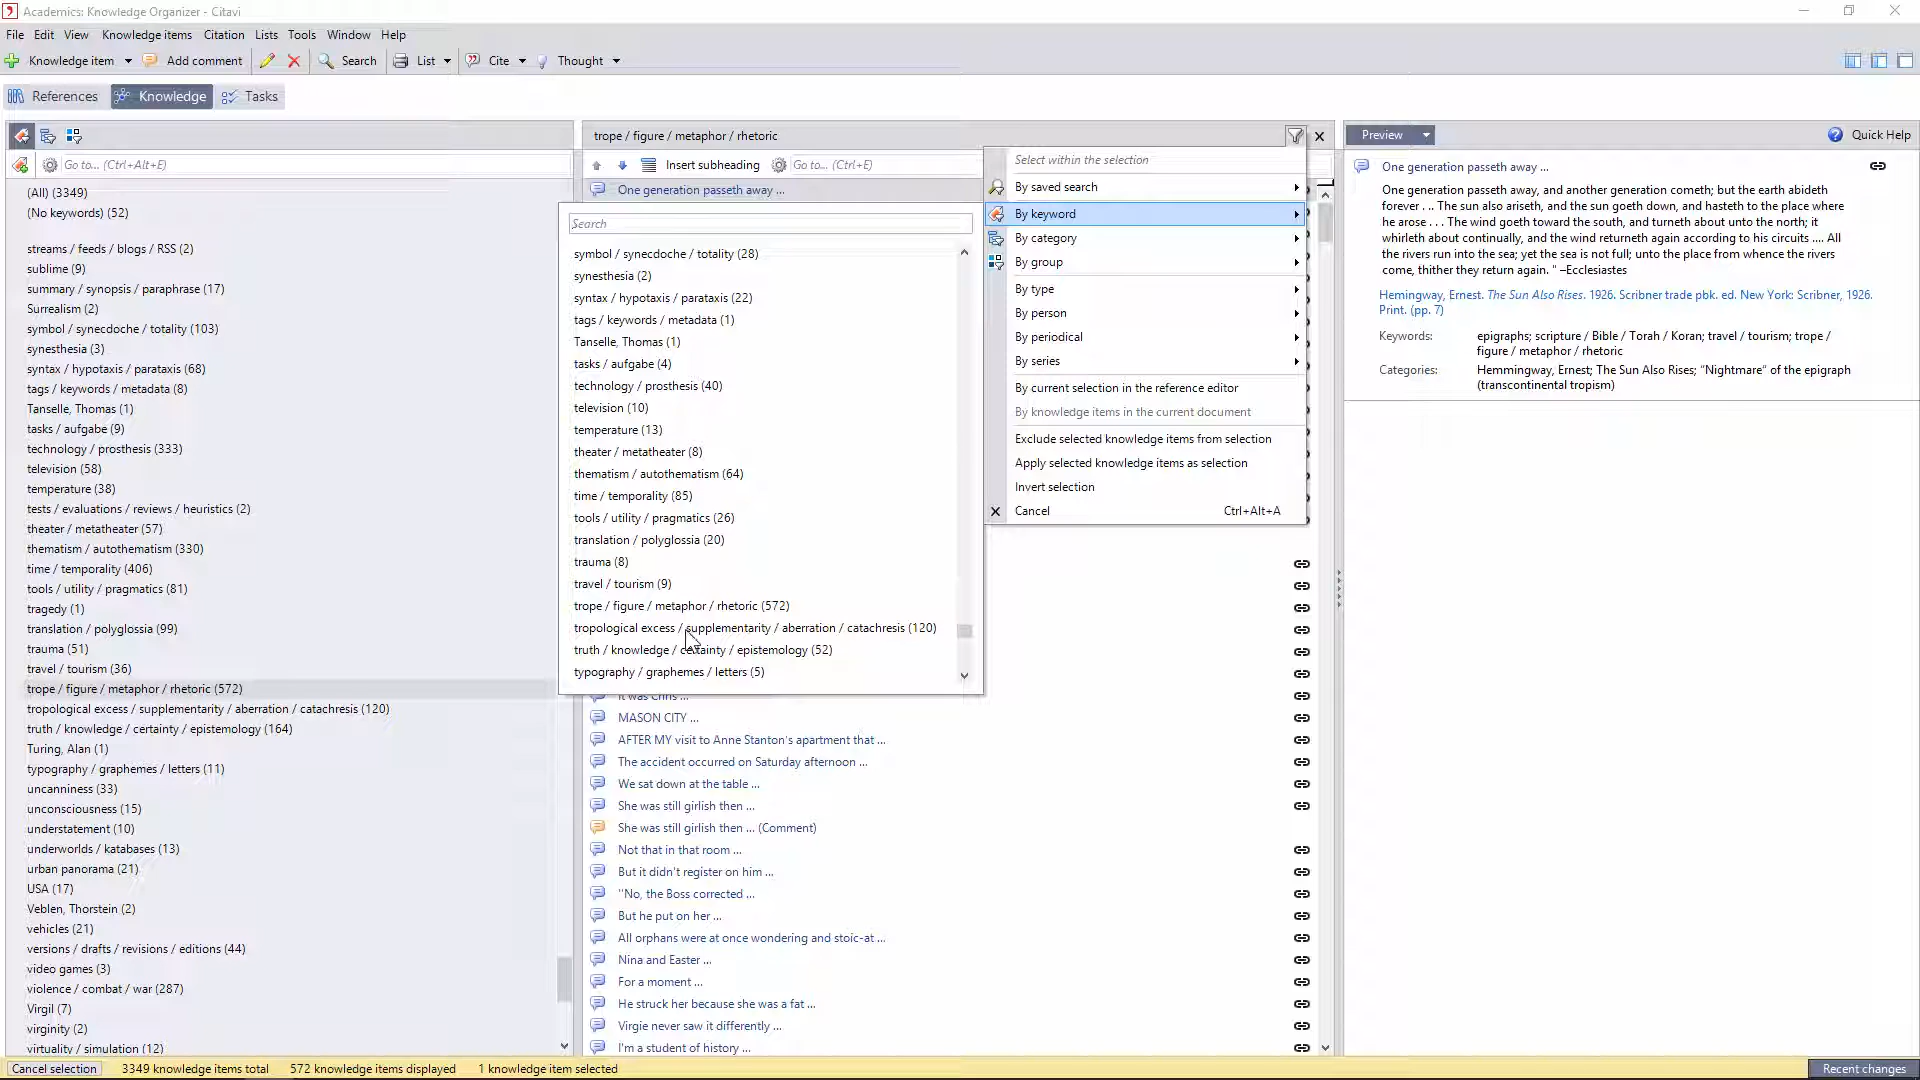 Academics: Knowledge Organizer - Citavi
File Edit View Knowledge items Citation Lists Tools Window Help
Knowledge item Add comment Search List Cite Thought
References Knowledge Tasks
Go to... (Ctrl+Alt+E)
(All) (3349)
(No keywords) (52)
streams / feeds / blogs / RSS (2)
sublime (9)
summary / synopsis / paraphrase (17)
Surrealism (2)
symbol / synecdoche / totality (103)
synesthesia (3)
syntax / hypotaxis / parataxis (68)
tags / keywords / metadata (8)
Tanselle, Thomas (1)
tasks / aufgabe (9)
technology / prosthesis (333)
television (58)
temperature (38)
tests / evaluations / reviews / heuristics (2)
theater / metatheater (57)
thematism / autothematism (330)
time / temporality (406)
tools / utility / pragmatics (81)
tragedy (1)
translation / polyglossia (99)
trauma (51)
travel / tourism (36)
trope / figure / metaphor / rhetoric (572)
tropological excess / supplementarity / aberration / catachresis (120)
truth / knowledge / certainty / epistemology (164)
Turing, Alan (1)
typography / graphemes / letters (11)
uncanniness (33)
unconsciousness (15)
understatement (10)
underworlds / katabases (13)
urban panorama (21)
USA (17)
Veblen, Thorstein (2)
vehicles (21)
versions / drafts / revisions / editions (44)
video games (3)
violence / combat / war (287)
Virgil (7)
virginity (2)
virtuality / simulation (12)
trope / figure / metaphor / rhetoric
Insert subheading Go to... (Ctrl+E)
One generation passeth away ...
Search
symbol / synecdoche / totality (28)
synesthesia (2)
syntax / hypotaxis / parataxis (22)
tags / keywords / metadata (1)
Tanselle, Thomas (1)
tasks / aufgabe (4)
technology / prosthesis (40)
television (10)
temperature (13)
theater / metatheater (8)
thematism / autothematism (64)
time / temporality (85)
tools / utility / pragmatics (26)
translation / polyglossia (20)
trauma (8)
travel / tourism (9)
trope / figure / metaphor / rhetoric (572)
tropological excess / supplementarity / aberration / catachresis (120)
truth / knowledge / certainty / epistemology (52)
typography / graphemes / letters (5)
It was Chris ...
MASON CITY ...
AFTER MY visit to Anne Stanton's apartment that ...
The accident occurred on Saturday afternoon ...
We sat down at the table ...
She was still girlish then ...
She was still girlish then ... (Comment)
Not that in that room ...
But it didn't register on him ...
"No, the Boss corrected ...
But he put on her ...
All orphans were at once wondering and stoic-at ...
Nina and Easter ...
For a moment ...
He struck her because she was a fat ...
Virgie never saw it differently ...
I'm a student of history ...
Select within the selection
By saved search
By keyword
By category
By group
By type
By person
By periodical
By series
By current selection in the reference editor
By knowledge items in the current document
Exclude selected knowledge items from selection
Apply selected knowledge items as selection
Invert selection
Cancel Ctrl+Alt+A
Preview Quick Help
One generation passeth away ...
One generation passeth away, and another generation cometh; but the earth abideth
forever . .. The sun also ariseth, and the sun goeth down, and hasteth to the place where
he arose . . . The wind goeth toward the south, and turneth about unto the north; it
whirleth about continually, and the wind returneth again according to his circuits .... All
the rivers run into the sea; yet the sea is not full; unto the place from whence the rivers
come, thither they return again. " –Ecclesiastes
Hemingway, Ernest. The Sun Also Rises. 1926. Scribner trade pbk. ed. New York: Scribner, 1926.
Print. (pp. 7)
Keywords: epigraphs; scripture / Bible / Torah / Koran; travel / tourism; trope /
figure / metaphor / rhetoric
Categories: Hemmingway, Ernest; The Sun Also Rises; "Nightmare" of the epigraph
(transcontinental tropism)
Cancel selection 3349 knowledge items total 572 knowledge items displayed 1 knowledge item selected
Recent changes